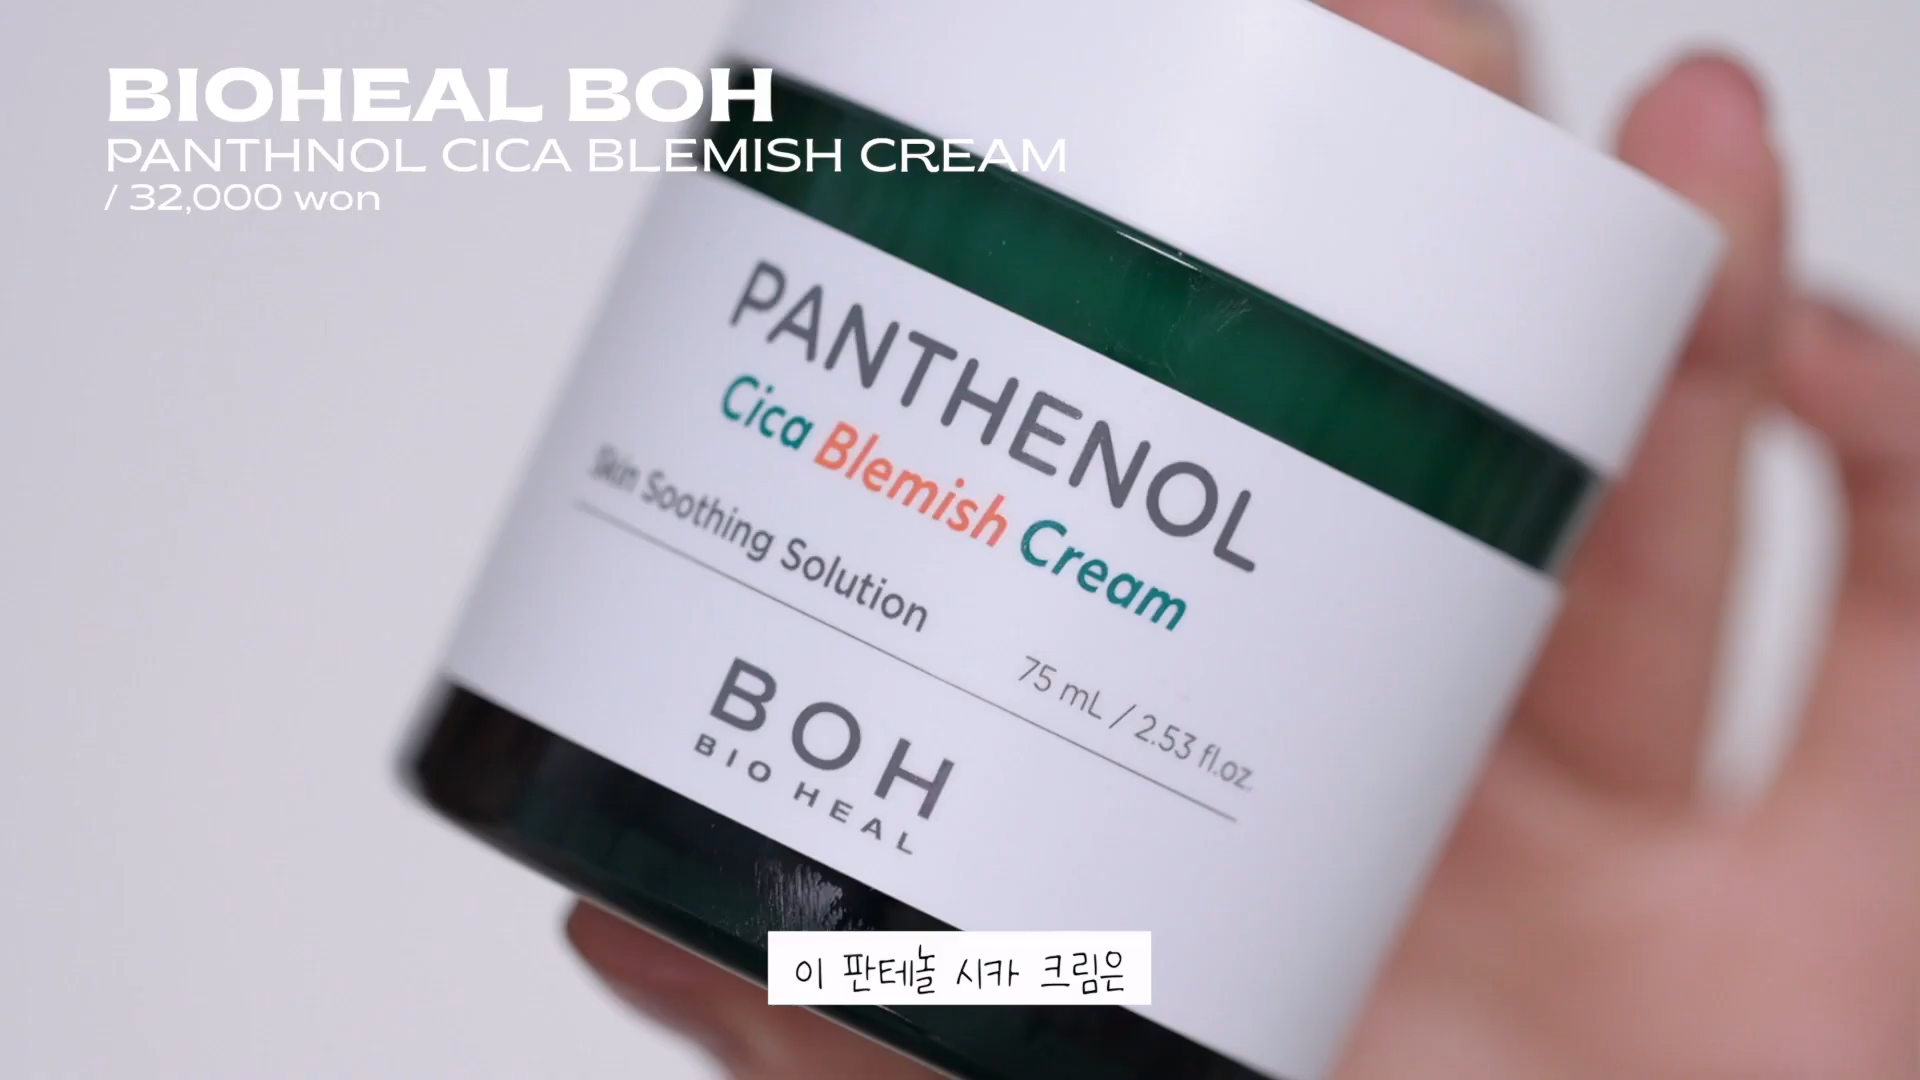 BIOHEAL BOH
PANTHNOL CICA BLEMISH CREAM
/ 32,000 won
PANTHENOL
Cica Blemish Cream
Skin Soothing Solution
75 mL / 2.53 fl.oz.
BOH
BIO HEAL
이 판테놀 시카 크림은